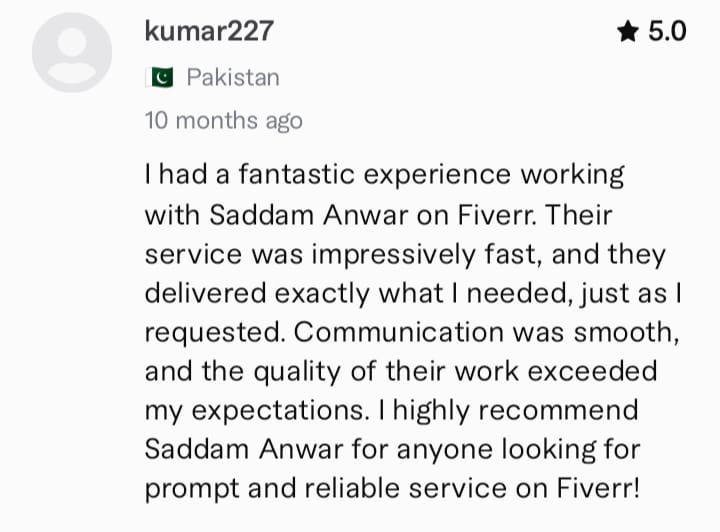 kumar227
★ 5.0
Pakistan
10 months ago
I had a fantastic experience working
with Saddam Anwar on Fiverr. Their
service was impressively fast, and they
delivered exactly what I needed, just as I
requested. Communication was smooth,
and the quality of their work exceeded
my expectations. I highly recommend
Saddam Anwar for anyone looking for
prompt and reliable service on Fiverr!